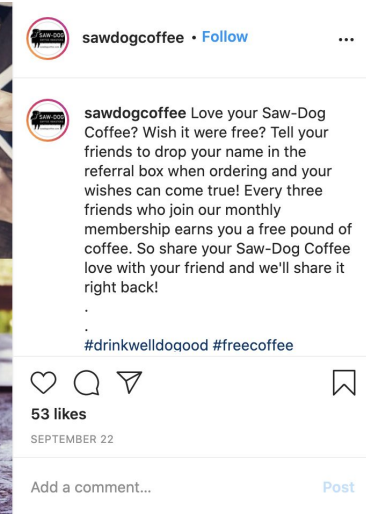 sawdogcoffee • Follow
SAW-DOG
sawdogcoffee Love your Saw-Dog
Coffee? Wish it were free? Tell your
friends to drop your name in the
referral box when ordering and your
wishes can come true! Every three
friends who join our monthly
membership earns you a free pound of
coffee. So share your Saw-Dog Coffee
love with your friend and we'll share it
right back!
.
.
#drinkwelldogood #freecoffee
53 likes
SEPTEMBER 22
Add a comment...
Post